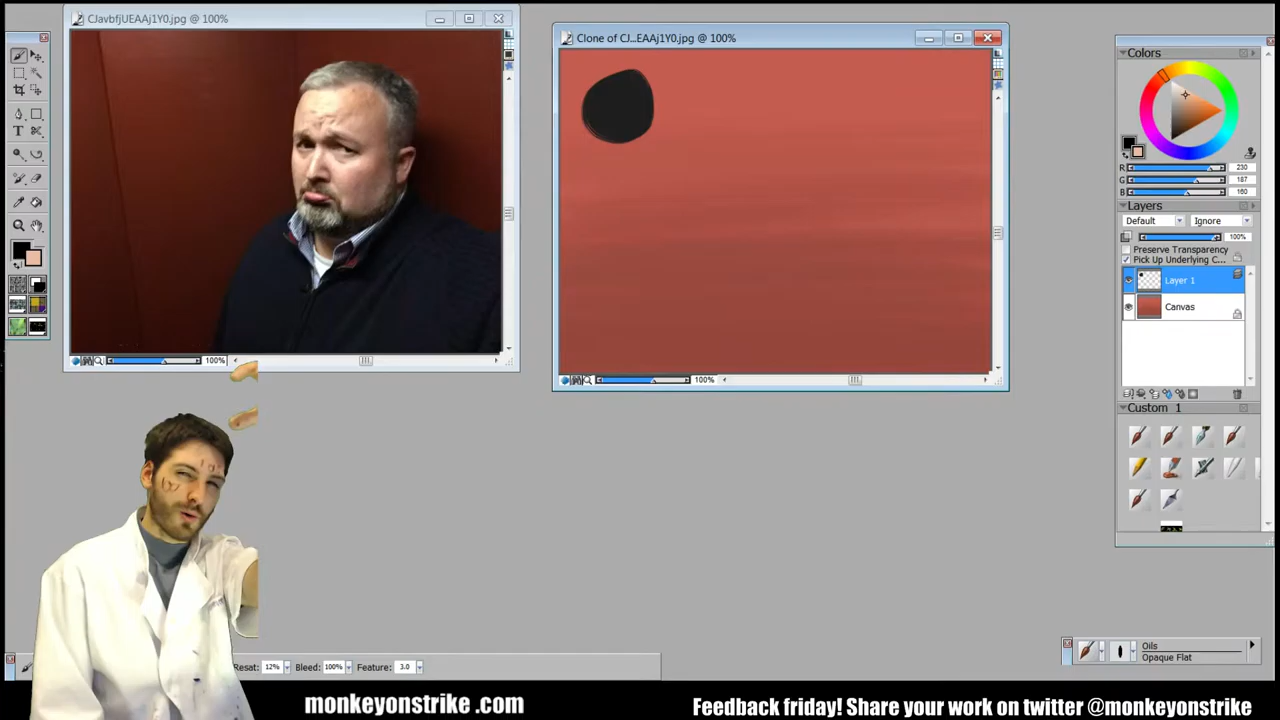 CJavbfjUEAAj1Y0.jpg @ 100%
Clone of CJ...EAAj1Y0.jpg @ 100%
Colors
R 230
G 187
B 160
Layers
Default Ignore
100%
Preserve Transparency
Pick Up Underlying C...
Layer 1
Canvas
Custom 1
100%
100%
T
Resat: 12% Bleed: 100% Feature: 3.0
Oils
Opaque Flat
monkeyonstrike .com
Feedback friday! Share your work on twitter @monkeyonstrike